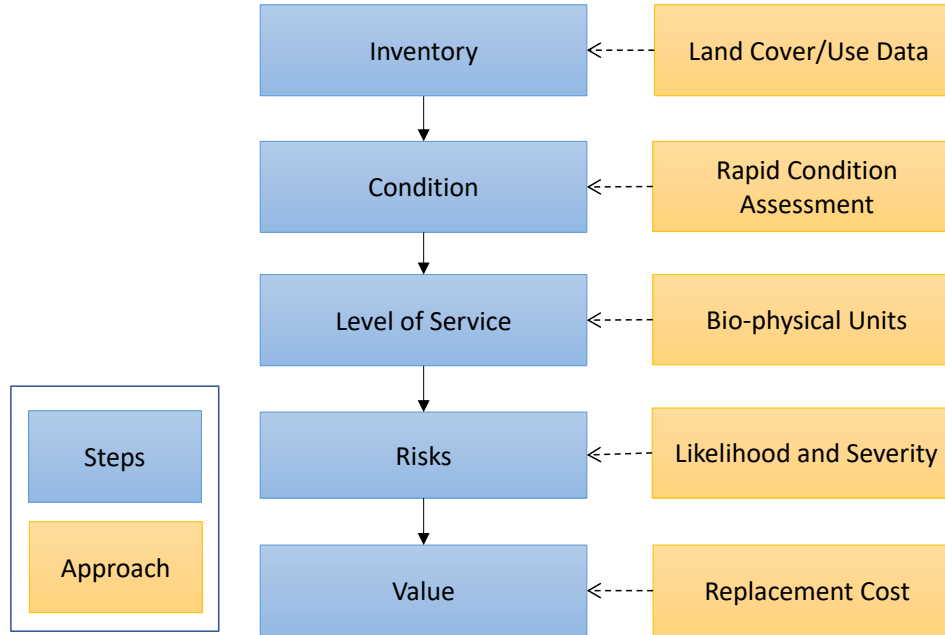 Inventory
Land Cover/Use Data
Condition
Rapid Condition
Assessment
Level of Service
Bio-physical Units
Risks
Likelihood and Severity
Value
Replacement Cost
Steps
Approach